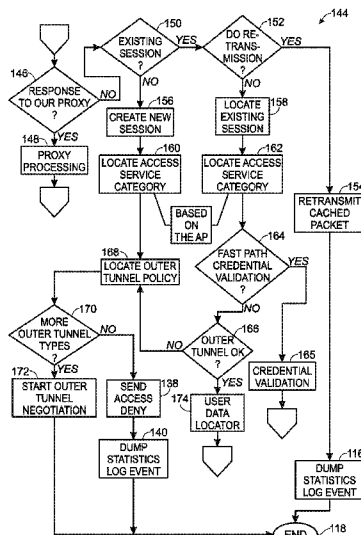 144
146
RESPONSE
TO OUR PROXY
?
NO
YES
148
PROXY
PROCESSING
150
EXISTING
SESSION
?
YES
NO
152
DO RE-
TRANS-
MISSION
?
YES
NO
156
CREATE NEW
SESSION
158
LOCATE
EXISTING
SESSION
160
LOCATE ACCESS
SERVICE
CATEGORY
162
LOCATE ACCESS
SERVICE
CATEGORY
BASED
ON
THE AP
154
RETRANSMIT
CACHED
PACKET
164
FAST PATH
CREDENTIAL
VALIDATION?
YES
NO
168
LOCATE OUTER
TUNNEL POLICY
170
MORE
OUTER TUNNEL
TYPES
?
NO
YES
166
OUTER
TUNNEL OK
?
NO
YES
165
CREDENTIAL
VALIDATION
172
START OUTER
TUNNEL
NEGOTIATION
138
SEND
ACCESS
DENY
174
USER
DATA
LOCATOR
140
DUMP
STATISTICS
LOG EVENT
116
DUMP
STATISTICS
LOG EVENT
END
118